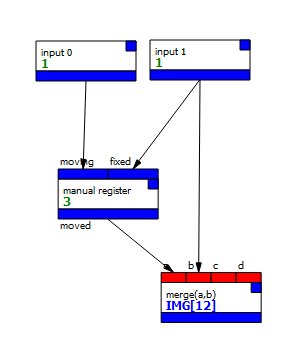 input 0
1
input 1
1
moving fixed
manual register
3
moved
b c d
merge(a,b)
IMG[12]